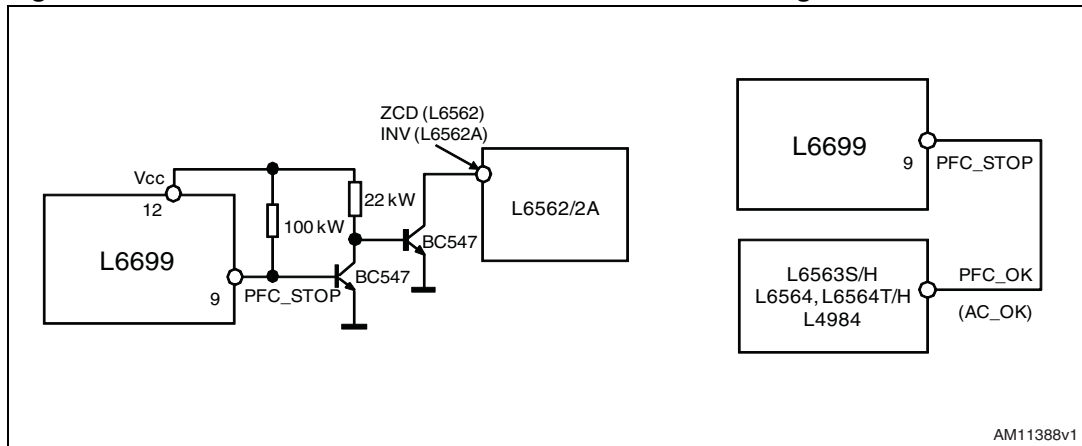 ZCD (L6562)
INV (L6562A)
Vcc
12
L6699
9
PFC_STOP
100 kW
22 kW
BC547
BC547
L6562/2A
L6699
9
PFC_STOP
L6563S/H
L6564, L6564T/H
L4984
PFC_OK
(AC_OK)
AM11388v1